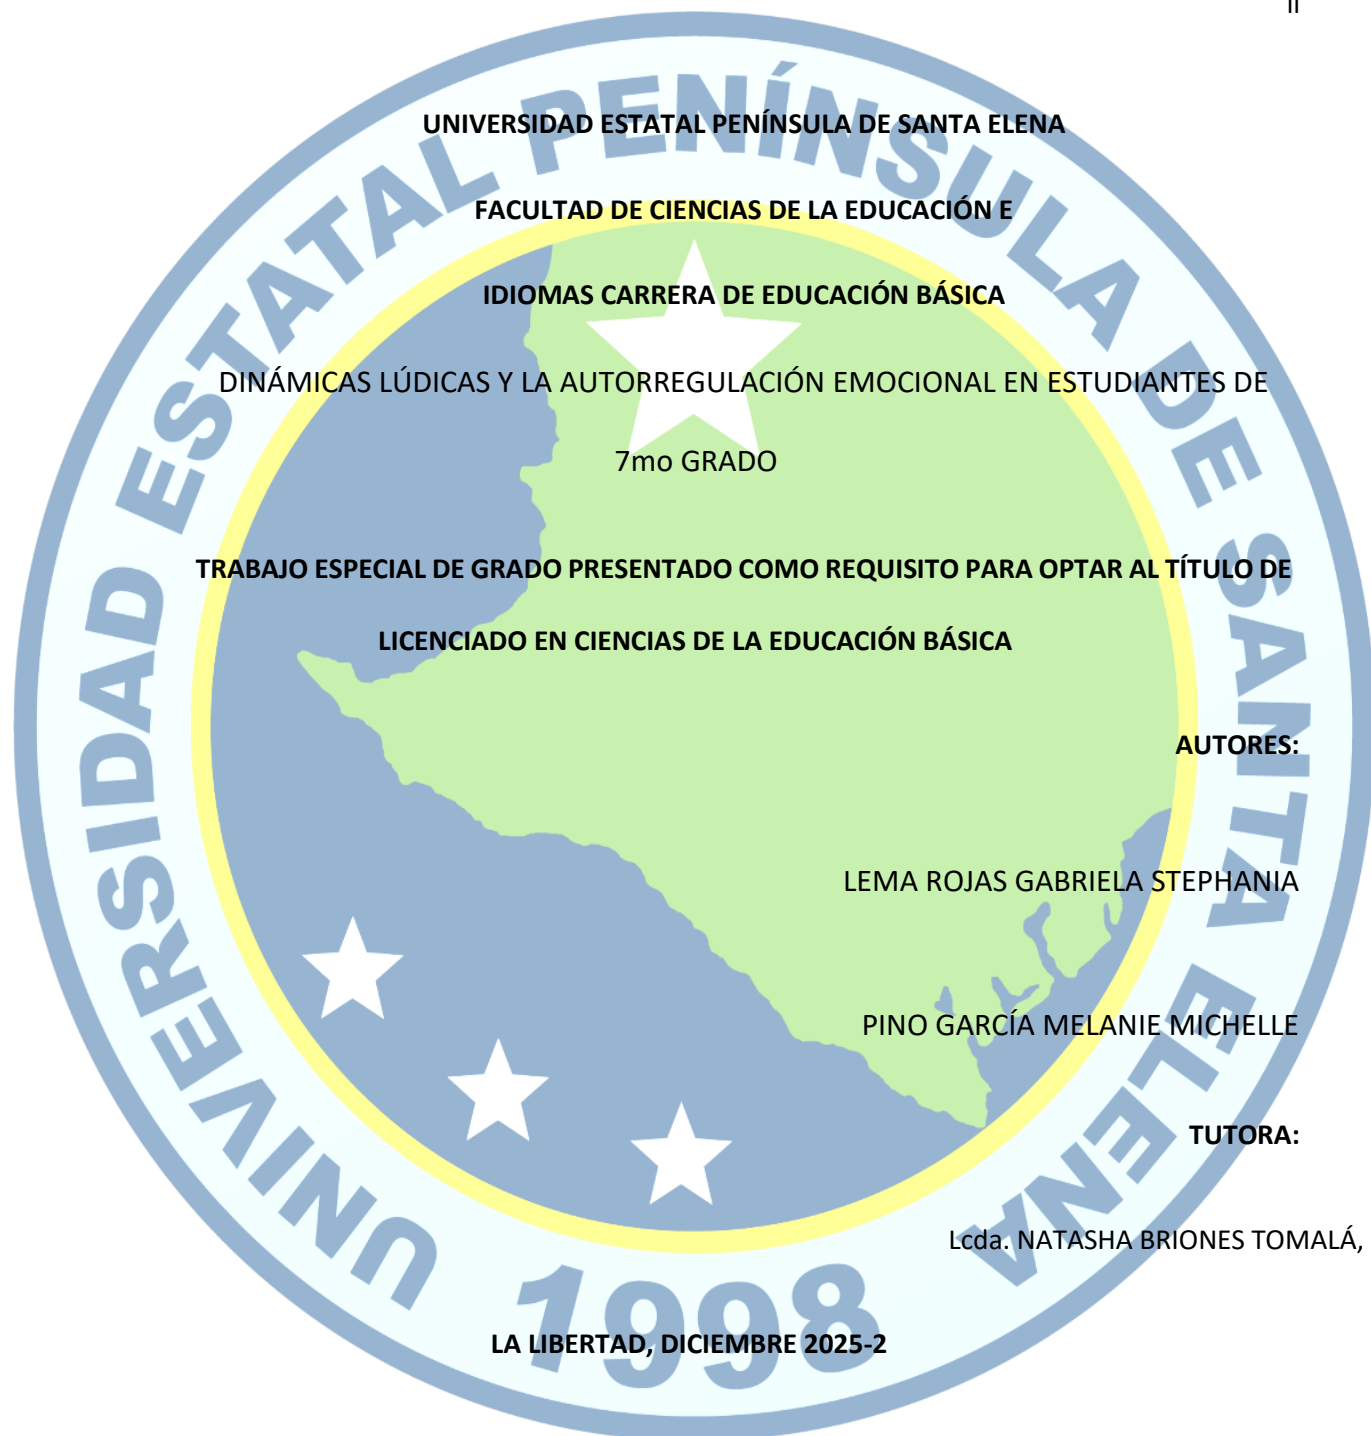 II
UNIVERSIDAD ESTATAL PENÍNSULA DE SANTA ELENA
FACULTAD DE CIENCIAS DE LA EDUCACIÓN E
IDIOMAS CARRERA DE EDUCACIÓN BÁSICA
DINÁMICAS LÚDICAS Y LA AUTORREGULACIÓN EMOCIONAL EN ESTUDIANTES DE
7mo GRADO
TRABAJO ESPECIAL DE GRADO PRESENTADO COMO REQUISITO PARA OPTAR AL TÍTULO DE
LICENCIADO EN CIENCIAS DE LA EDUCACIÓN BÁSICA
AUTORES:
LEMA ROJAS GABRIELA STEPHANIA
PINO GARCÍA MELANIE MICHELLE
TUTORA:
Lcda. NATASHA BRIONES TOMALÁ,
LA LIBERTAD, DICIEMBRE 2025-2
UNIVERSIDAD ESTATAL PENÍNSULA DE SANTA ELENA
1998